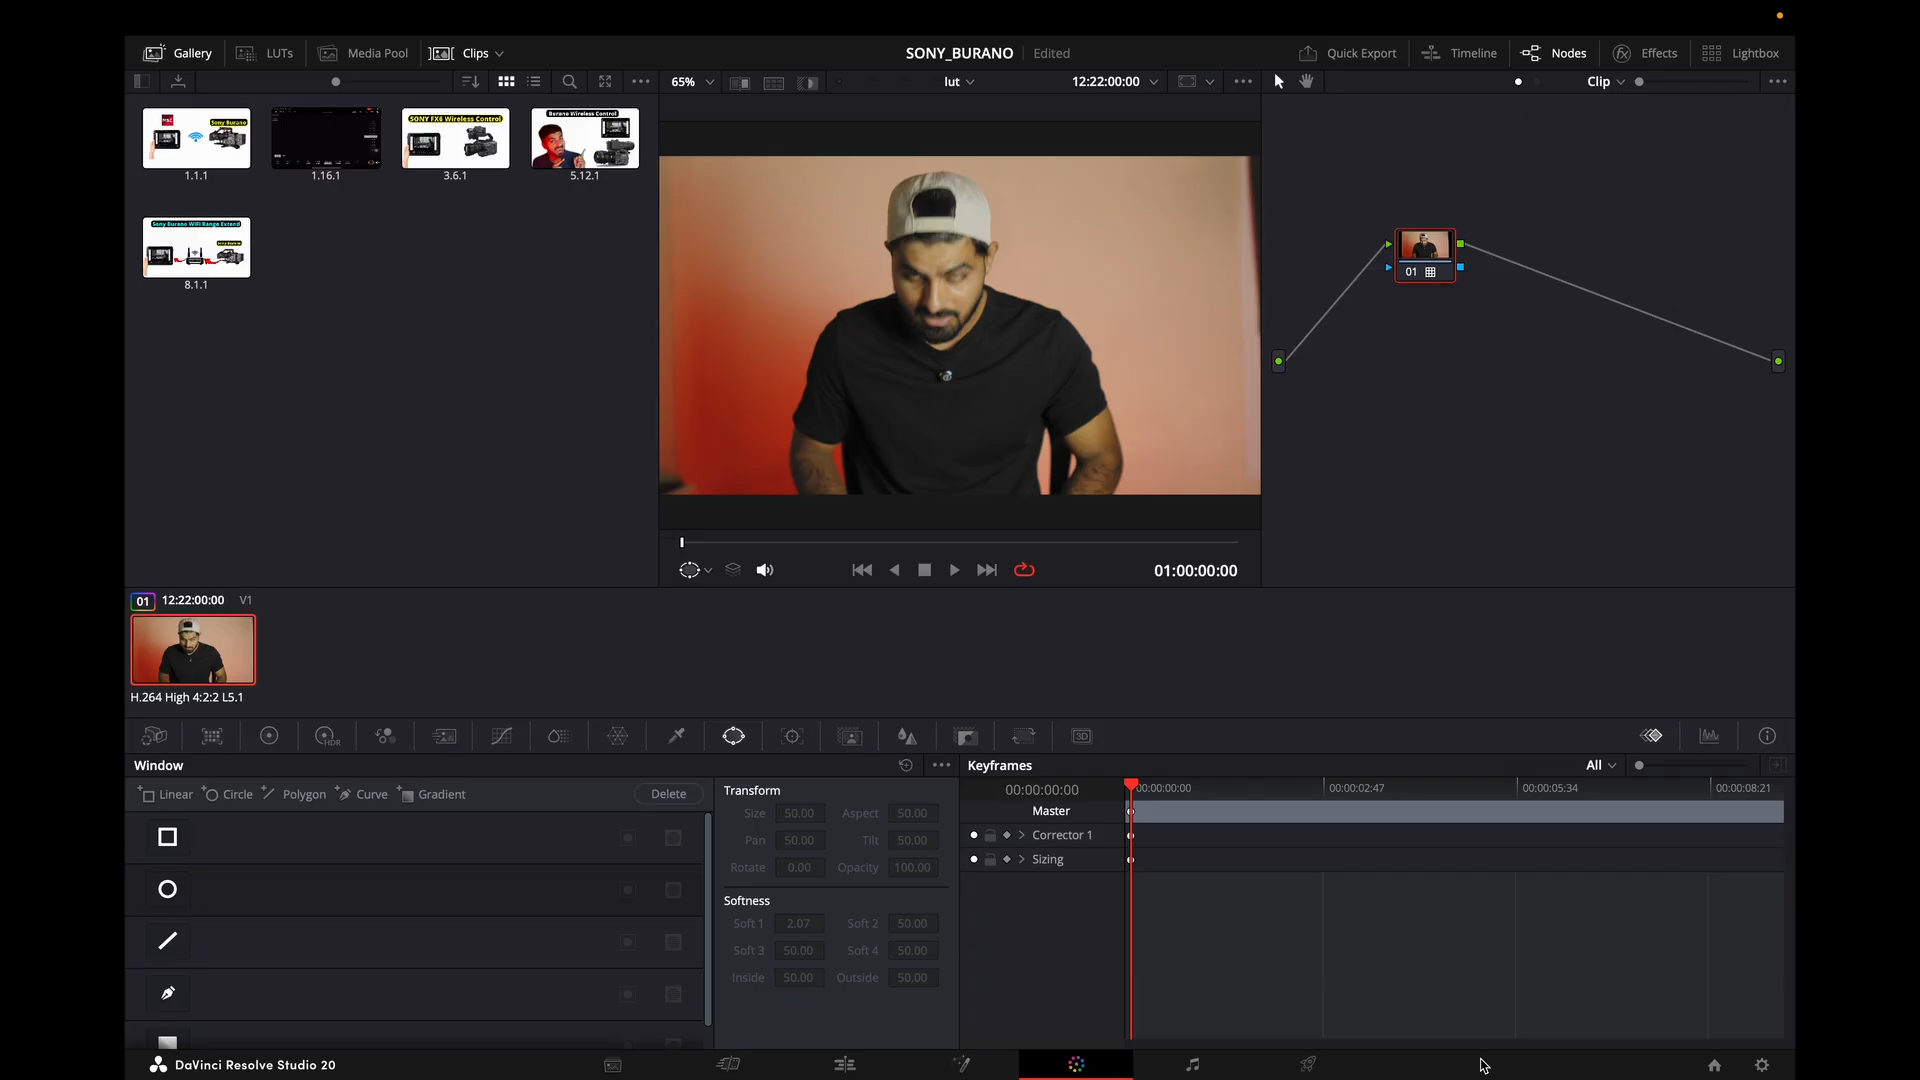 Gallery LUTs Media Pool Clips SONY_BURANO Edited Quick Export Timeline Nodes Effects Lightbox
65% lut 12:22:00:00 Clip
Sony Burano
SONY FX6 Wireless Control
Burano Wireless Control
1.1.1 1.16.1 3.6.1 5.12.1
Sony Burano WIFI Range Extend
8.1.1
01
01:00:00:00
01 12:22:00:00 V1
H.264 High 4:2:2 L5.1
HDR
3D
Window Keyframes All
Linear Circle Polygon Curve Gradient Delete
Transform
Size 50.00 Aspect 50.00
Pan 50.00 Tilt 50.00
Rotate 0.00 Opacity 100.00
Softness
Soft 1 2.07 Soft 2 50.00
Soft 3 50.00 Soft 4 50.00
Inside 50.00 Outside 50.00
00:00:00:00 00:00:00:00 00:00:02:47 00:00:05:34 00:00:08:21
Master
Corrector 1
Sizing
DaVinci Resolve Studio 20